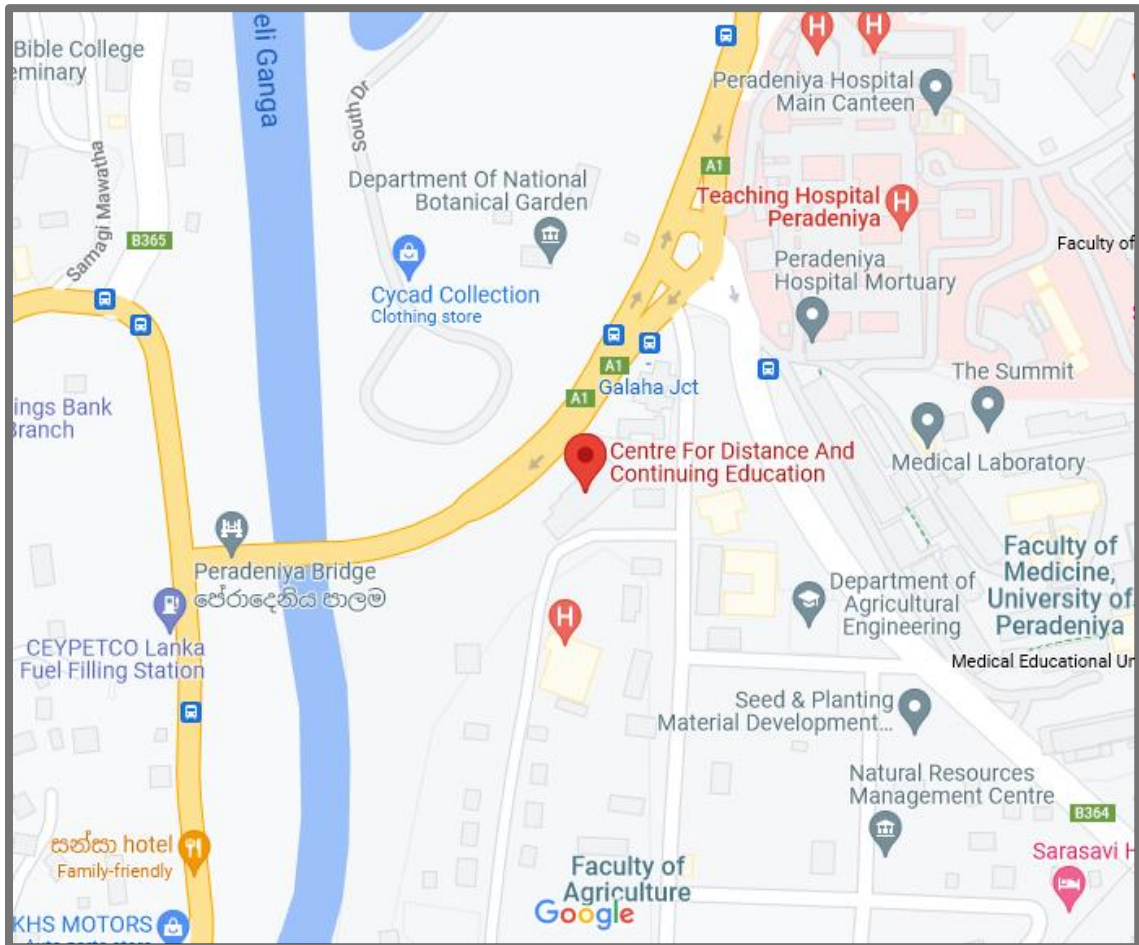 Bible College
eminary
eli Ganga
South Dr
Samagi Mawatha
B365
Peradeniya Hospital
Main Canteen
H
H
A1
Department Of National
Botanical Garden
Teaching Hospital
Peradeniya
H
Faculty of
Peradeniya
Hospital Mortuary
Cycad Collection
Clothing store
A1
Galaha Jct
A1
The Summit
ings Bank
Branch
Centre For Distance And
Continuing Education
Medical Laboratory
Peradeniya Bridge
පේරාදෙනිය පාලම
Faculty of
Medicine,
University of
Peradeniya
Department of
Agricultural
Engineering
H
CEYPETCO Lanka
Fuel Filling Station
Medical Educational Un
Seed & Planting
Material Development...
Natural Resources
Management Centre
B364
සන්සා hotel
Family-friendly
Sarasavi H
Faculty of
Agriculture
Google
KHS MOTORS
Auto parts store